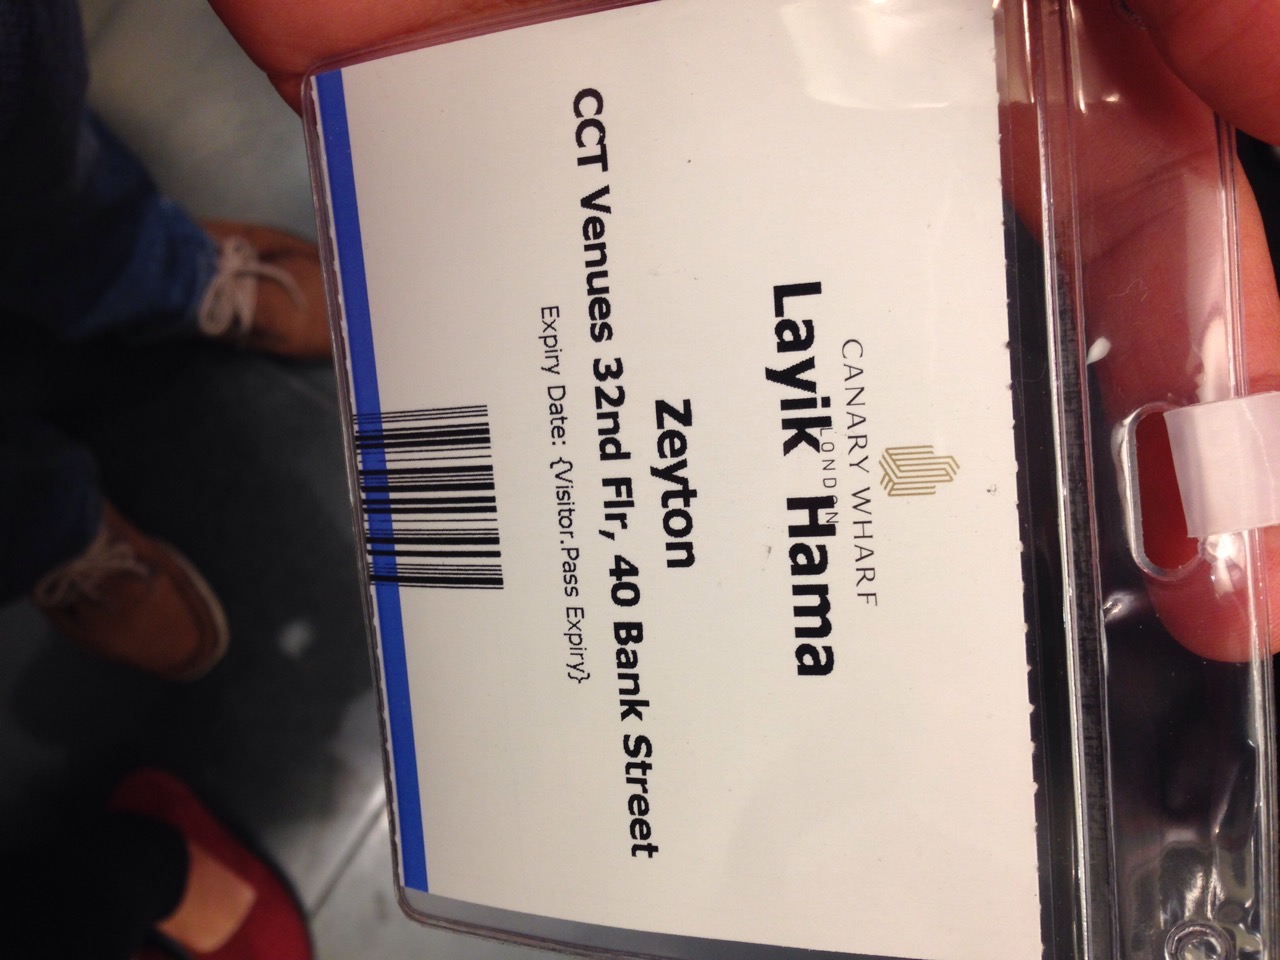 CANARY WHARF
LONDON
Layik Hama
Zeyton
CCT Venues 32nd Flr, 40 Bank Street
Expiry Date: {Visitor.Pass Expiry}